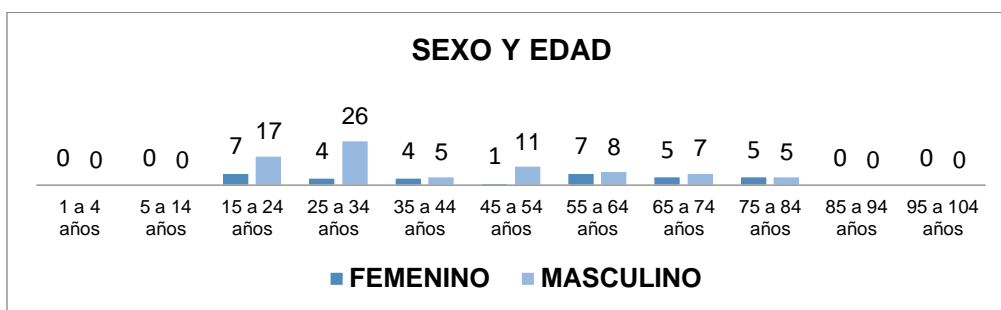 SEXO Y EDAD
0 0 0 0 7 17 4 26 4 5 1 11 7 8 5 7 5 5 0 0 0 0
1 a 4 5 a 14 15 a 24 25 a 34 35 a 44 45 a 54 55 a 64 65 a 74 75 a 84 85 a 94 95 a 104
años años años años años años años años años años años
FEMENINO MASCULINO